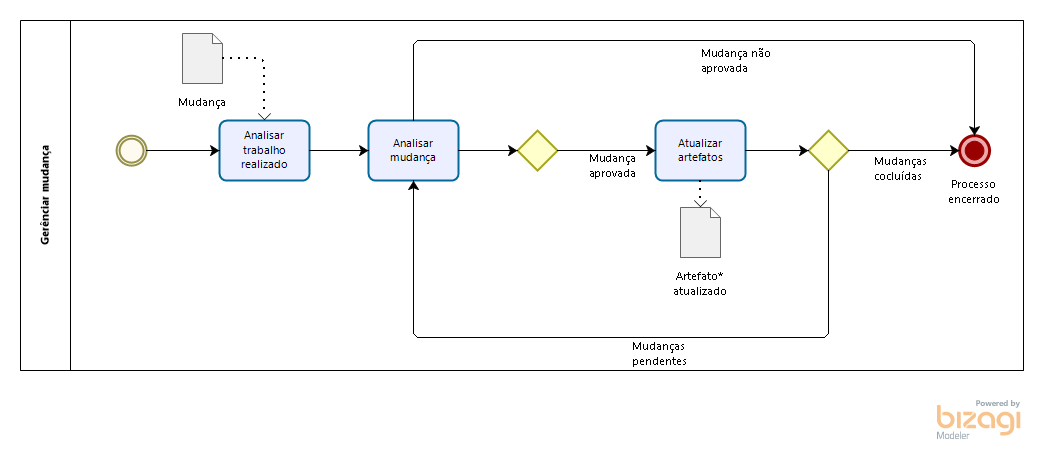 Gerênciar mudança
Mudança
Analisar
trabalho
realizado
Analisar
mudança
Mudança não
aprovada
Mudança
aprovada
Atualizar
artefatos
Artefato*
atualizado
Mudanças
cocluídas
Processo
encerrado
Mudanças
pendentes
Powered by
bizagi
Modeler